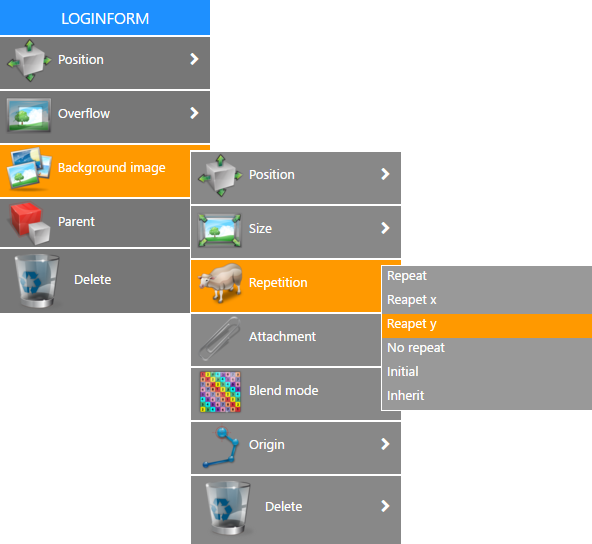 LOGINFORM
Position
Overflow
Background image
Parent
Delete
Position
Size
Repetition
Attachment
Blend mode
Origin
Delete
Repeat
Reapet x
Reapet y
No repeat
Initial
Inherit